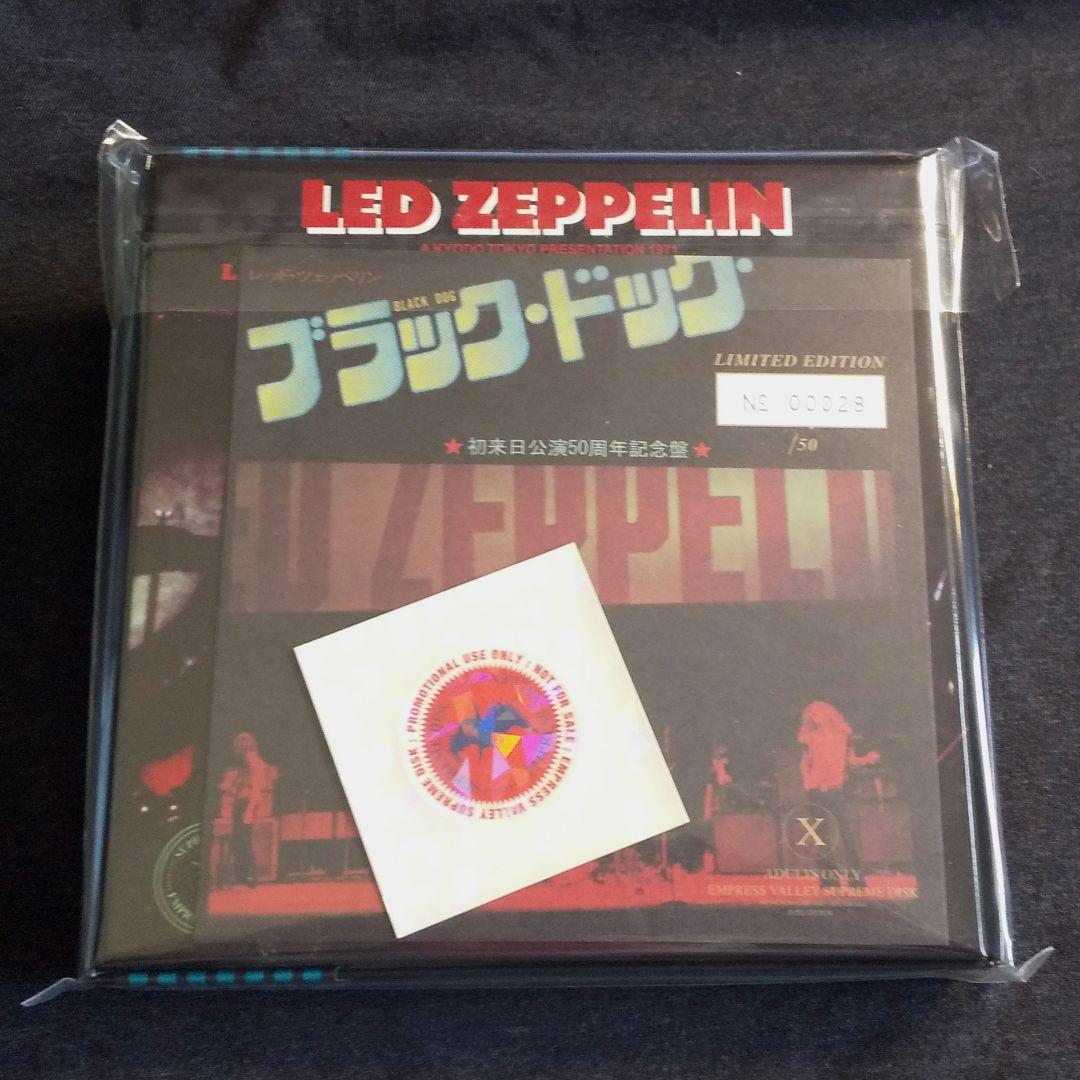 LED ZEPPELIN
A KYODO TOKYO PRESENTATION 1971
L
レッド・ツェッペリン
BLACK DOG
ブラック・ドッグ
LIMITED EDITION
Nº 00028
/50
★初来日公演50周年記念盤★
ED ZEPPELI
PROMOTIONAL USE ONLY : NOT FOR SALE : EMPRESS VALLEY SUPREME DISK :
X
ADULTS ONLY
EMPRESS VALLEY SUPREME DISK